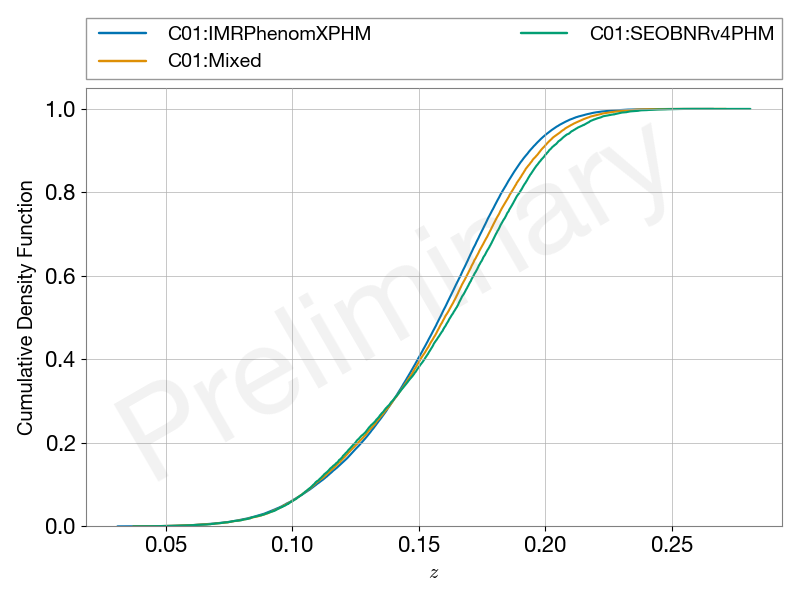 C01:IMRPhenomXPHM
C01:Mixed
C01:SEOBNRv4PHM
Preliminary
Cumulative Density Function
1.0
0.8
0.6
0.4
0.2
0.0
0.05 0.10 0.15 0.20 0.25
z